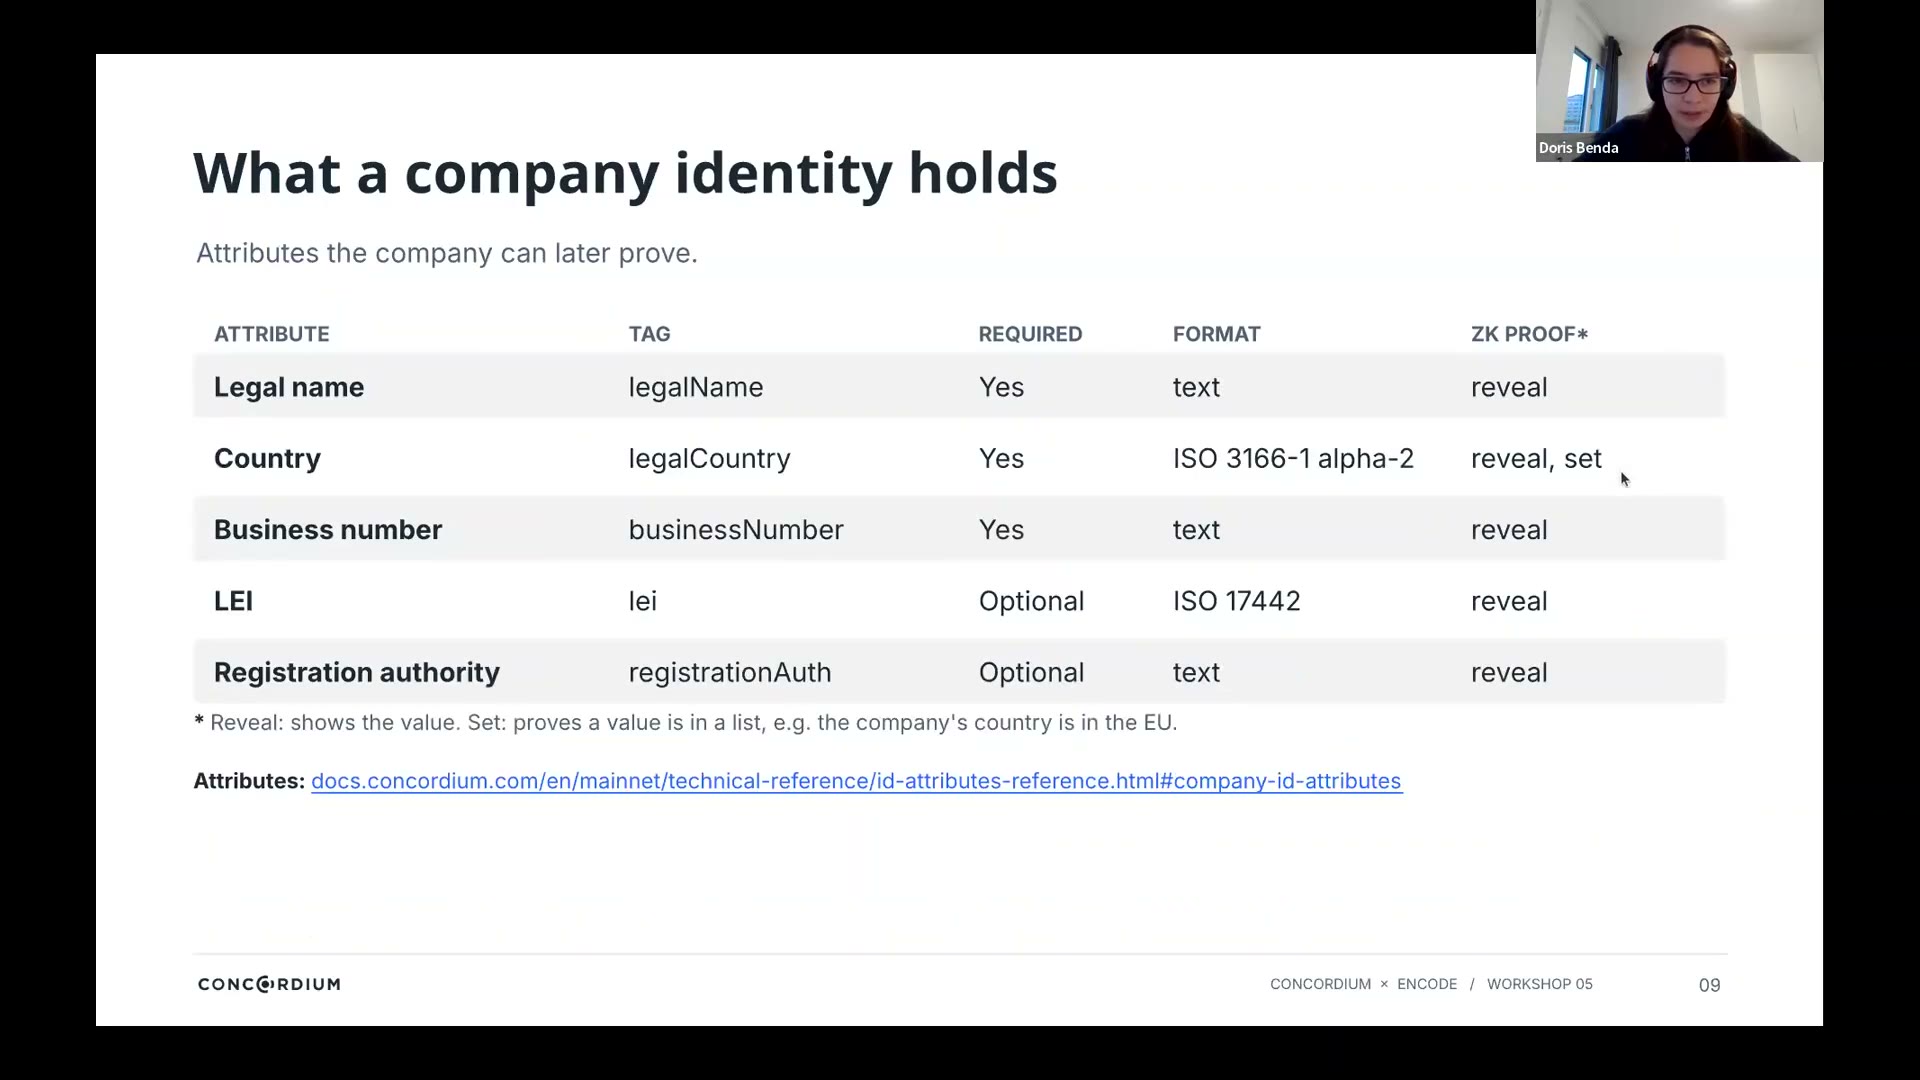 Doris Benda
What a company identity holds
Attributes the company can later prove.
ATTRIBUTE TAG REQUIRED FORMAT ZK PROOF*
Legal name legalName Yes text reveal
Country legalCountry Yes ISO 3166-1 alpha-2 reveal, set
Business number businessNumber Yes text reveal
LEI lei Optional ISO 17442 reveal
Registration authority registrationAuth Optional text reveal
* Reveal: shows the value. Set: proves a value is in a list, e.g. the company's country is in the EU.
Attributes: docs.concordium.com/en/mainnet/technical-reference/id-attributes-reference.html#company-id-attributes
CONCORDIUM CONCORDIUM × ENCODE / WORKSHOP 05 09